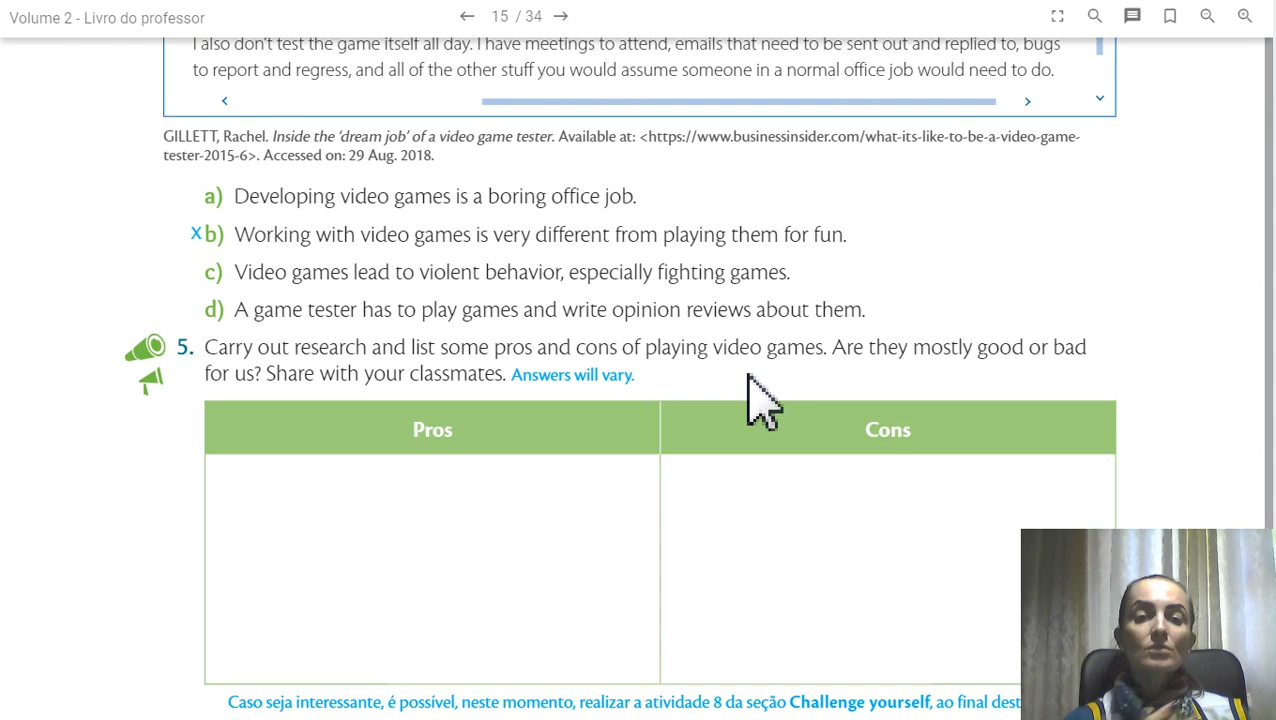 Volume 2 - Livro do professor
15 / 34
I also don't test the game itself all day. I have meetings to attend, emails that need to be sent out and replied to, bugs
to report and regress, and all of the other stuff you would assume someone in a normal office job would need to do.
GILLETT, Rachel. Inside the ‘dream job’ of a video game tester. Available at: <https://www.businessinsider.com/what-its-like-to-be-a-video-game-
tester-2015-6>. Accessed on: 29 Aug. 2018.
a) Developing video games is a boring office job.
x b) Working with video games is very different from playing them for fun.
c) Video games lead to violent behavior, especially fighting games.
d) A game tester has to play games and write opinion reviews about them.
5. Carry out research and list some pros and cons of playing video games. Are they mostly good or bad
for us? Share with your classmates. Answers will vary.
Pros Cons
Caso seja interessante, é possível, neste momento, realizar a atividade 8 da seção Challenge yourself, ao final